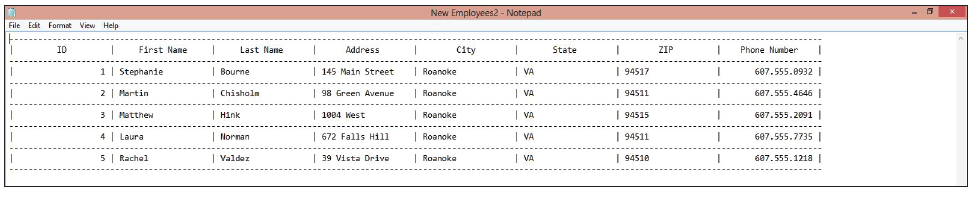 New Employees2 - Notepad
File Edit Format View Help
| ID | First Name | Last Name | Address | City | State | ZIP | Phone Number |
| 1 | Stephanie | Bourne | 145 Main Street | Roanoke | VA | 94517 | 607.555.0932 |
| 2 | Martin | Chisholm | 98 Green Avenue | Roanoke | VA | 94511 | 607.555.4646 |
| 3 | Matthew | Hink | 1004 West | Roanoke | VA | 94515 | 607.555.2091 |
| 4 | Laura | Norman | 672 Falls Hill | Roanoke | VA | 94511 | 607.555.7735 |
| 5 | Rachel | Valdez | 39 Vista Drive | Roanoke | VA | 94510 | 607.555.1218 |